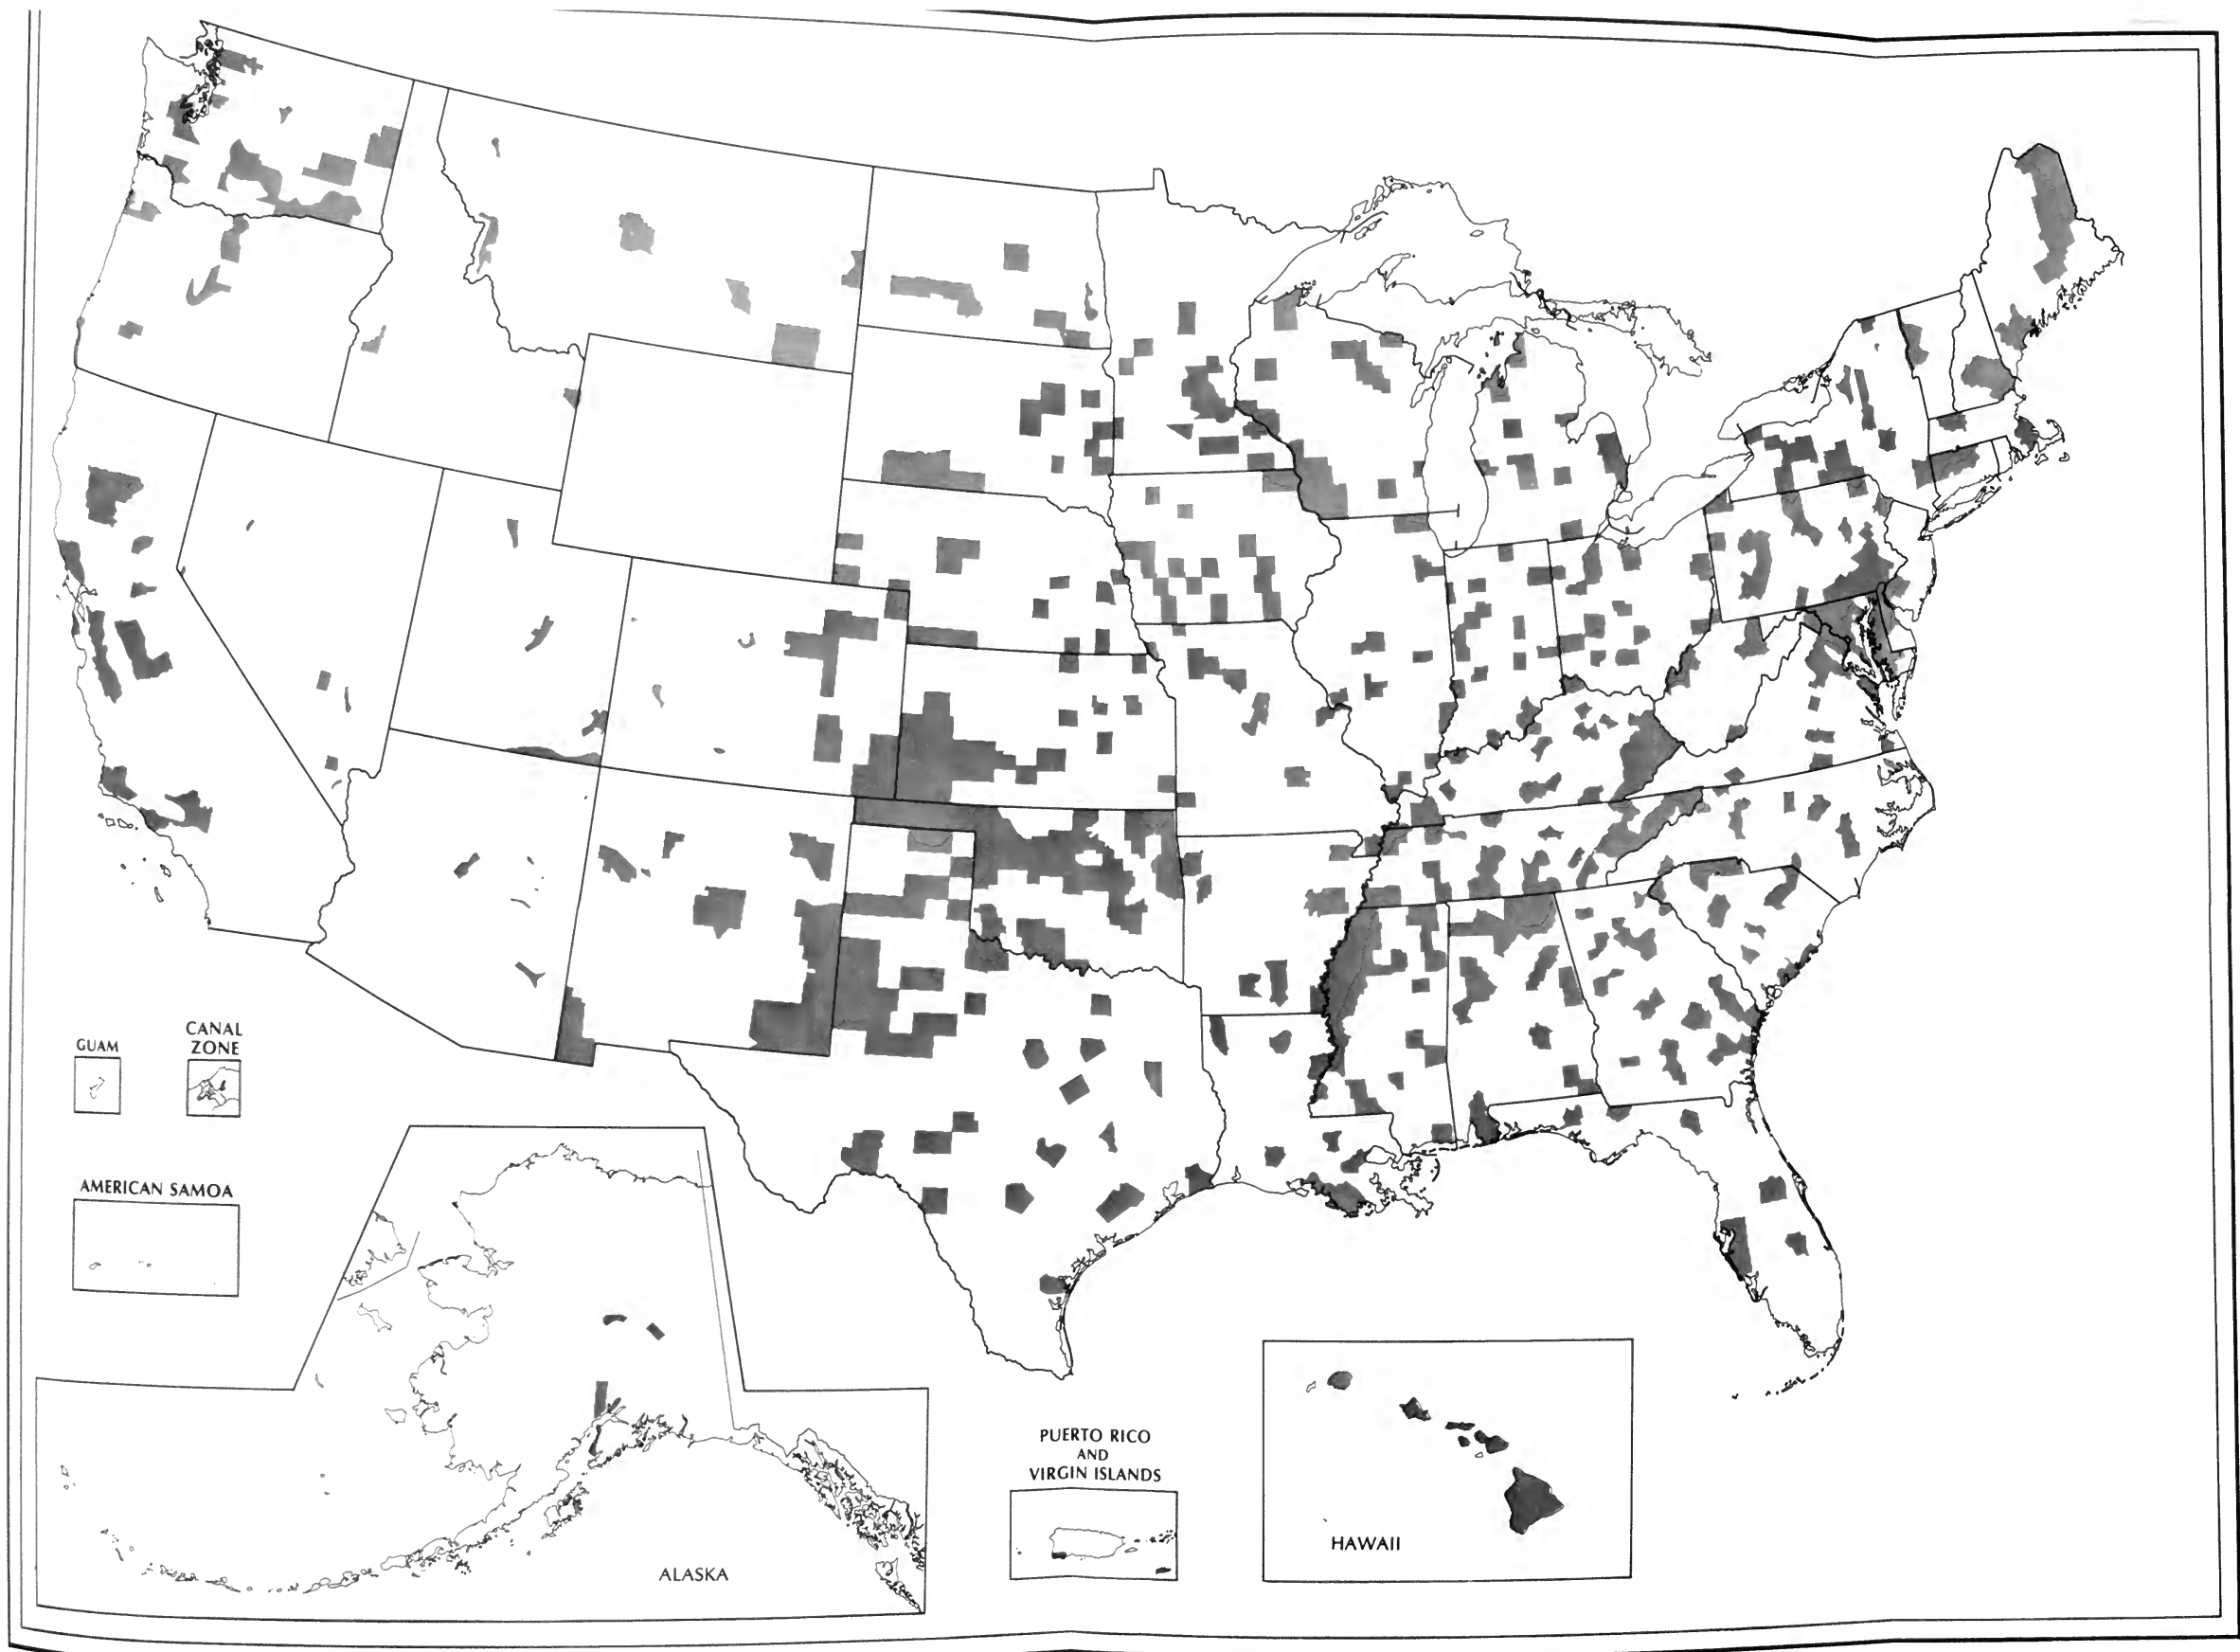 GUAM
CANAL
ZONE
AMERICAN SAMOA
ALASKA
PUERTO RICO
AND
VIRGIN ISLANDS
HAWAII